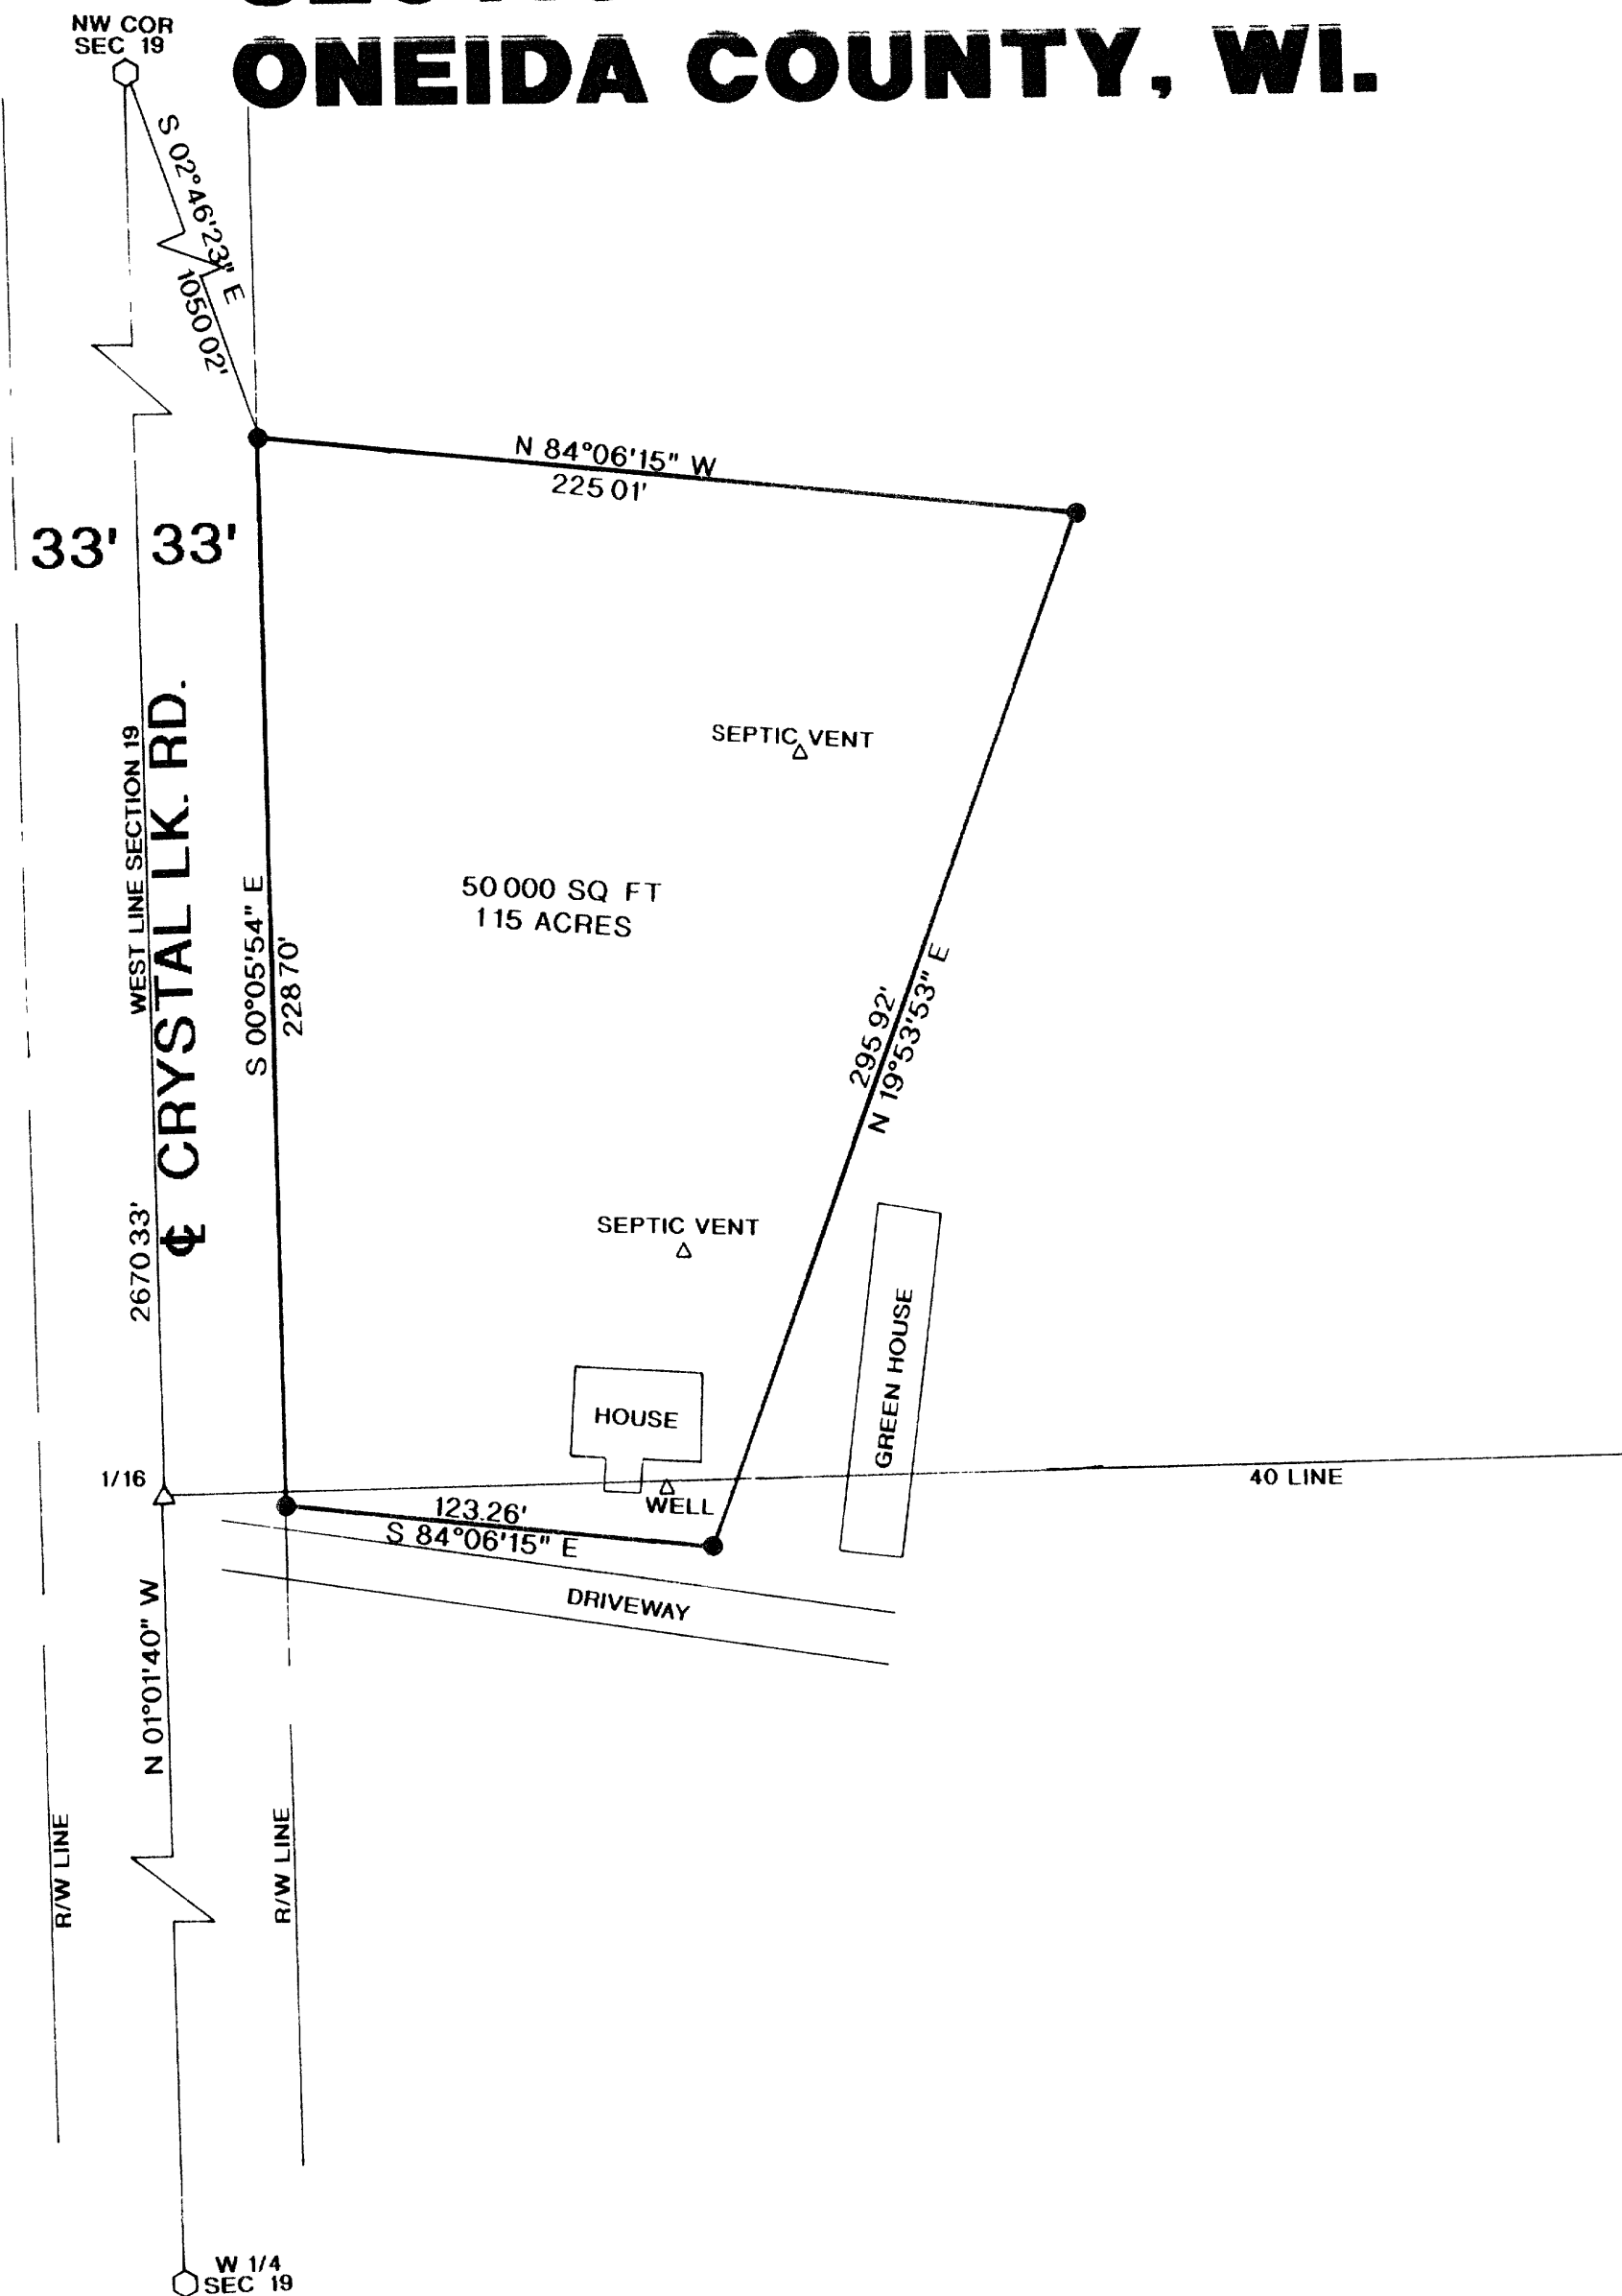 ONEIDA COUNTY, WI.
NW COR
SEC 19
S 02°46'23" E
1050 02'
N 84°06'15" W
225 01'
33' 33'
SEPTIC VENT
WEST LINE SECTION 19
℄ CRYSTAL LK. RD.
50 000 SQ FT
1 15 ACRES
S 00°05'54" E
228 70'
295 92'
N 19°53'53" E
2670 33'
SEPTIC VENT
GREEN HOUSE
HOUSE
1/16
WELL
40 LINE
123.26'
S 84°06'15" E
DRIVEWAY
N 01°01'40" W
R/W LINE
R/W LINE
W 1/4
SEC 19